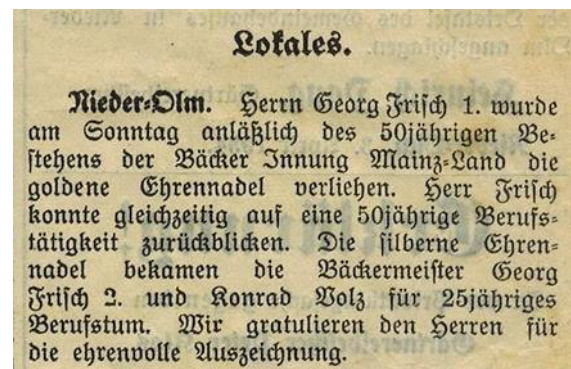 Lokales.
Nieder-Olm. Herrn Georg Frisch 1. wurde
am Sonntag anläßlich des 50jährigen Be-
stehens der Bäcker Innung Mainz-Land die
goldene Ehrennadel verliehen. Herr Frisch
konnte gleichzeitig auf eine 50jährige Berufs-
tätigkeit zurückblicken. Die silberne Ehren-
nadel bekamen die Bäckermeister Georg
Frisch 2. und Konrad Volz für 25jähriges
Berufstum. Wir gratulieren den Herren für
die ehrenvolle Auszeichnung.